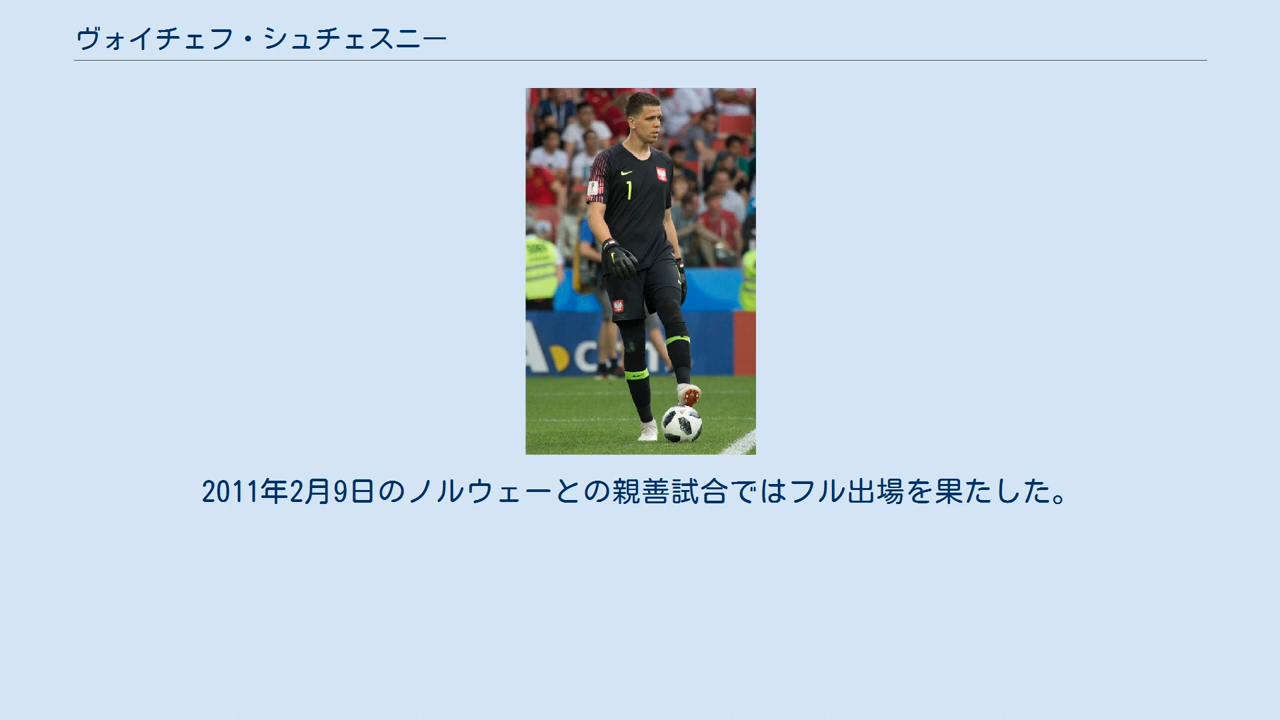 ヴォイチェフ・シュチェスニー
1
2011年2月9日のノルウェーとの親善試合ではフル出場を果たした。